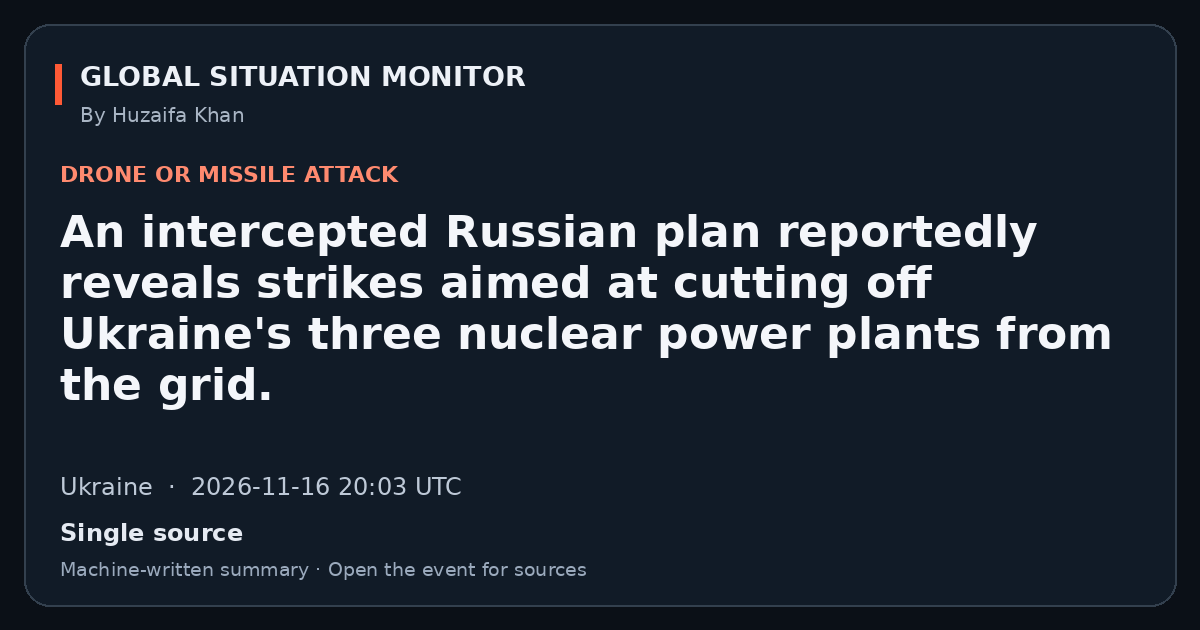 GLOBAL SITUATION MONITOR
By Huzaifa Khan
DRONE OR MISSILE ATTACK
An intercepted Russian plan reportedly
reveals strikes aimed at cutting off
Ukraine's three nuclear power plants from
the grid.
Ukraine · 2026-11-16 20:03 UTC
Single source
Machine-written summary · Open the event for sources